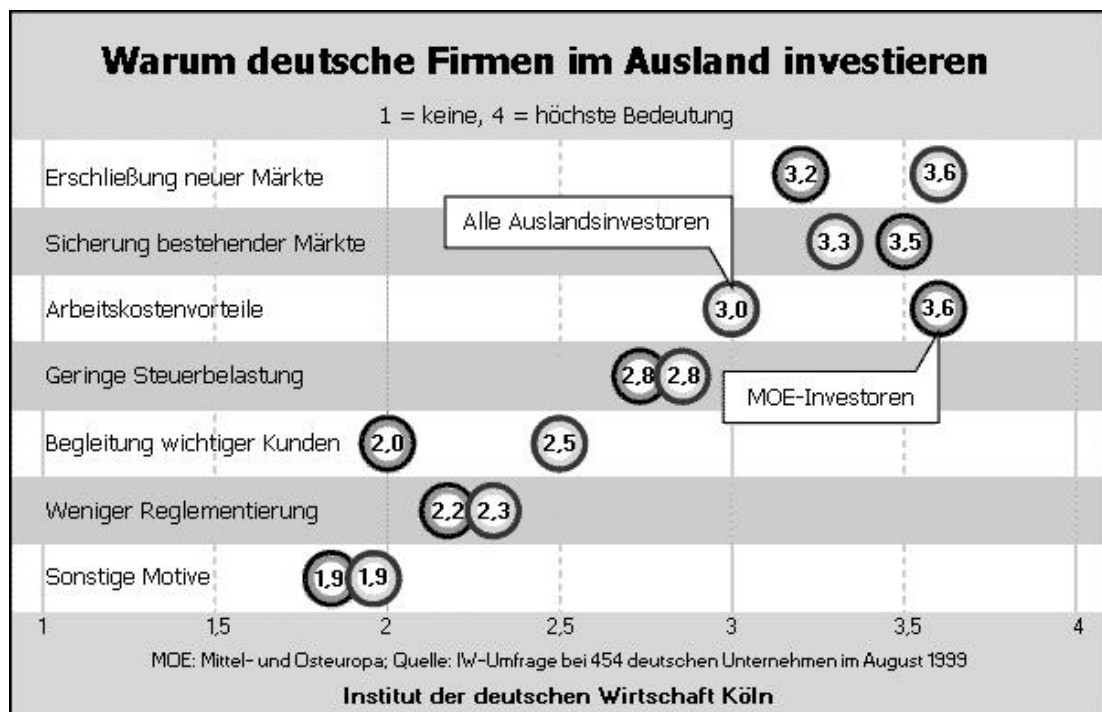 Warum deutsche Firmen im Ausland investieren
1 = keine, 4 = höchste Bedeutung
Erschließung neuer Märkte 3,2 3,6
Alle Auslandsinvestoren
Sicherung bestehender Märkte 3,3 3,5
Arbeitskostenvorteile 3,0 3,6
Geringe Steuerbelastung 2,8 2,8
MOE-Investoren
Begleitung wichtiger Kunden 2,0 2,5
Weniger Reglementierung 2,2 2,3
Sonstige Motive 1,9 1,9
1 1,5 2 2,5 3 3,5 4
MOE: Mittel- und Osteuropa; Quelle: IW-Umfrage bei 454 deutschen Unternehmen im August 1999
Institut der deutschen Wirtschaft Köln